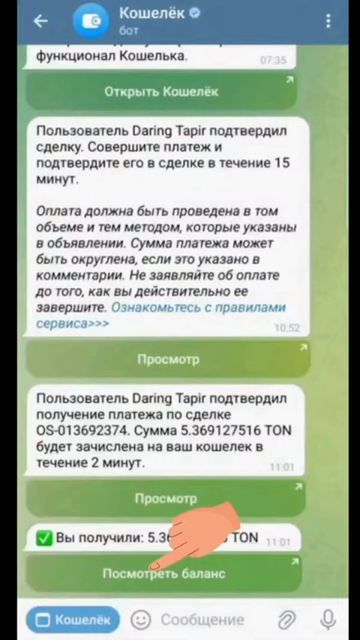 Кошелёк
бот
функционал Кошелька.
07:35
Открыть Кошелёк
Пользователь Daring Tapir подтвердил
сделку. Совершите платеж и
подтвердите его в сделке в течение 15
минут.
Оплата должна быть проведена в том
объеме и тем методом, которые указаны
в объявлении. Сумма платежа может
быть округлена, если это указано в
комментарии. Не заявляйте об оплате
до того, как вы действительно ее
завершите. Ознакомьтесь с правилами
сервиса>>>
10:52
Просмотр
Пользователь Daring Tapir подтвердил
получение платежа по сделке
OS-013692374. Сумма 5.369127516 TON
будет зачислена на ваш кошелек в
течение 2 минут.
11:01
Просмотр
Вы получили: TON
11:01
Посмотреть баланс
Кошелёк
Сообщение